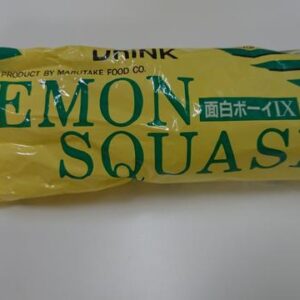 DRINK
PRODUCT BY MARUTAKE FOOD CO.
EMON
面白ボーイIX
SQUAS